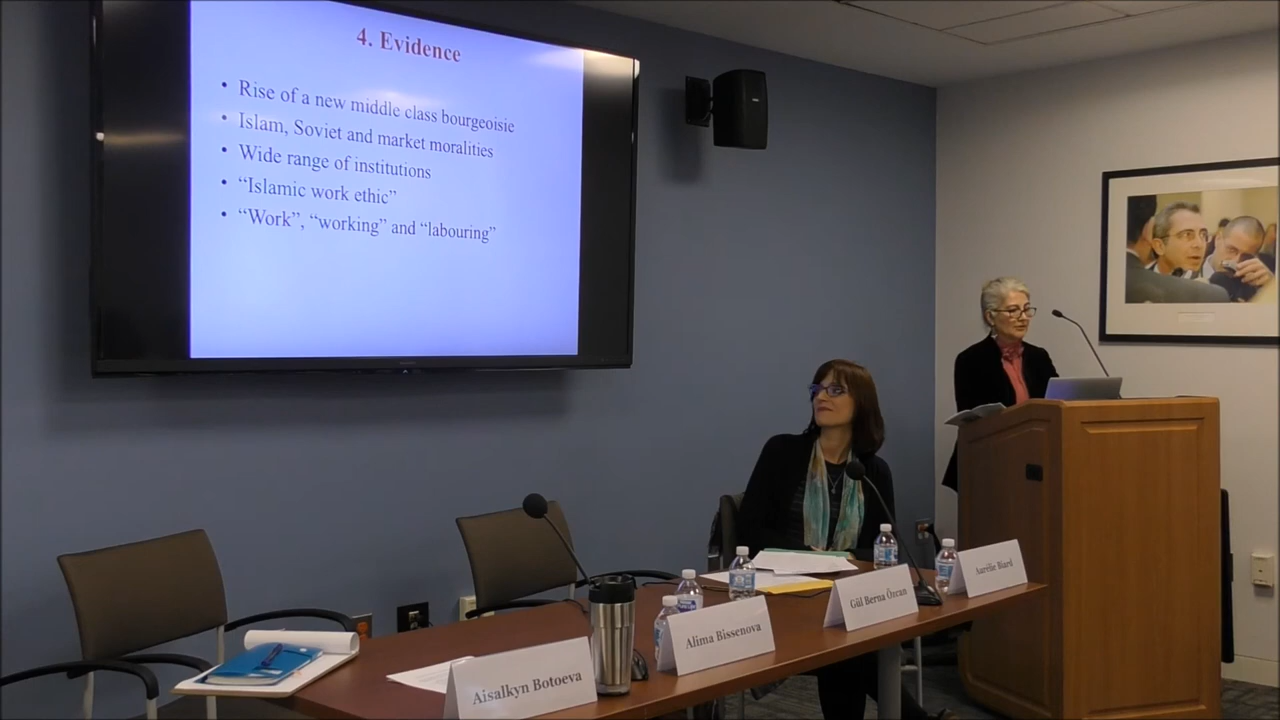 4. Evidence
• Rise of a new middle class bourgeoisie
• Islam, Soviet and market moralities
• Wide range of institutions
• “Islamic work ethic”
• “Work”, “working” and “labouring”
Aisalkyn Botoeva
Alima Bissenova
Gül Berna Özcan
Aurélie Biard